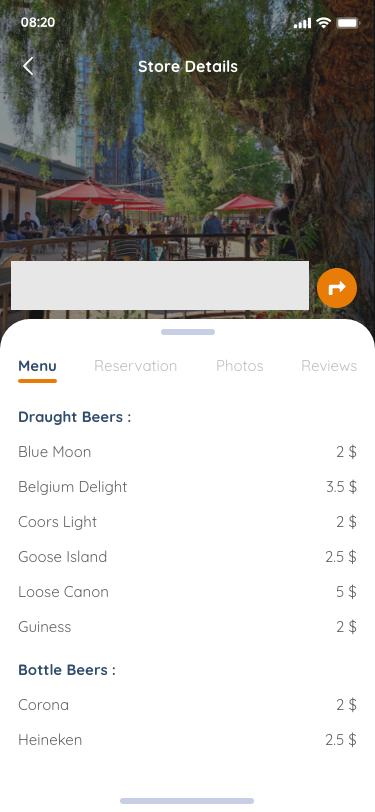 08:20
Store Details
Menu Reservation Photos Reviews
Draught Beers :
Blue Moon 2 $
Belgium Delight 3.5 $
Coors Light 2 $
Goose Island 2.5 $
Loose Canon 5 $
Guiness 2 $
Bottle Beers :
Corona 2 $
Heineken 2.5 $